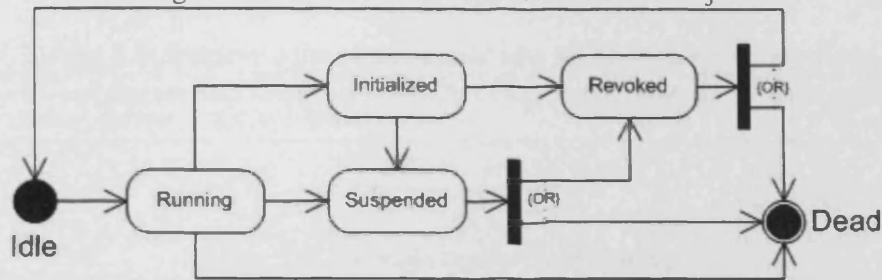 Initialized
Revoked
{OR}
Running
Suspended
{OR}
Idle
Dead